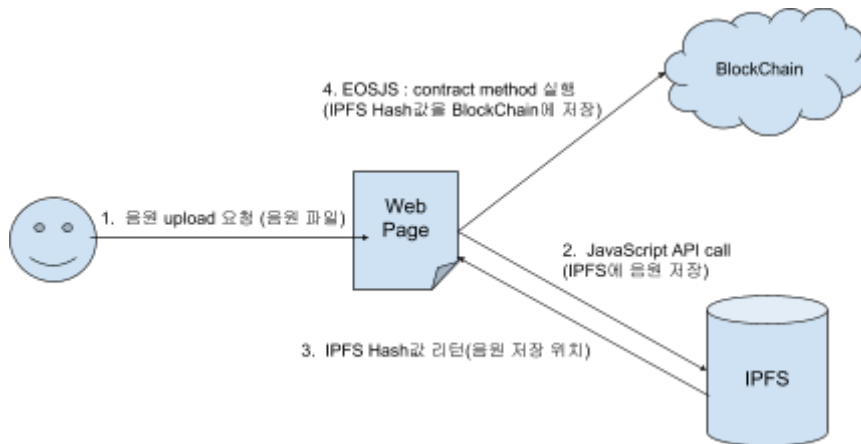 BlockChain
4. EOSJS : contract method 실행
(IPFS Hash값을 BlockChain에 저장)
1. 음원 upload 요청 (음원 파일)
Web
Page
2. JavaScript API call
(IPFS에 음원 저장)
3. IPFS Hash값 리턴(음원 저장 위치)
IPFS